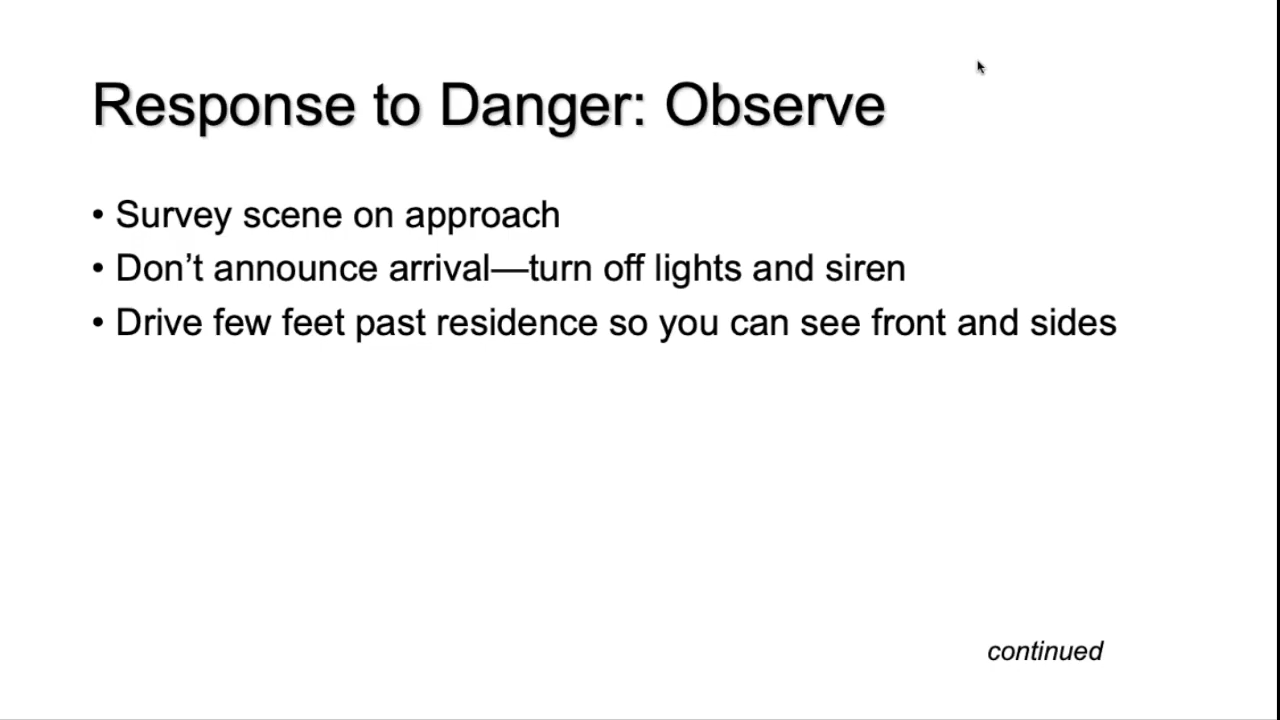 Response to Danger: Observe
• Survey scene on approach
• Don’t announce arrival—turn off lights and siren
• Drive few feet past residence so you can see front and sides
continued